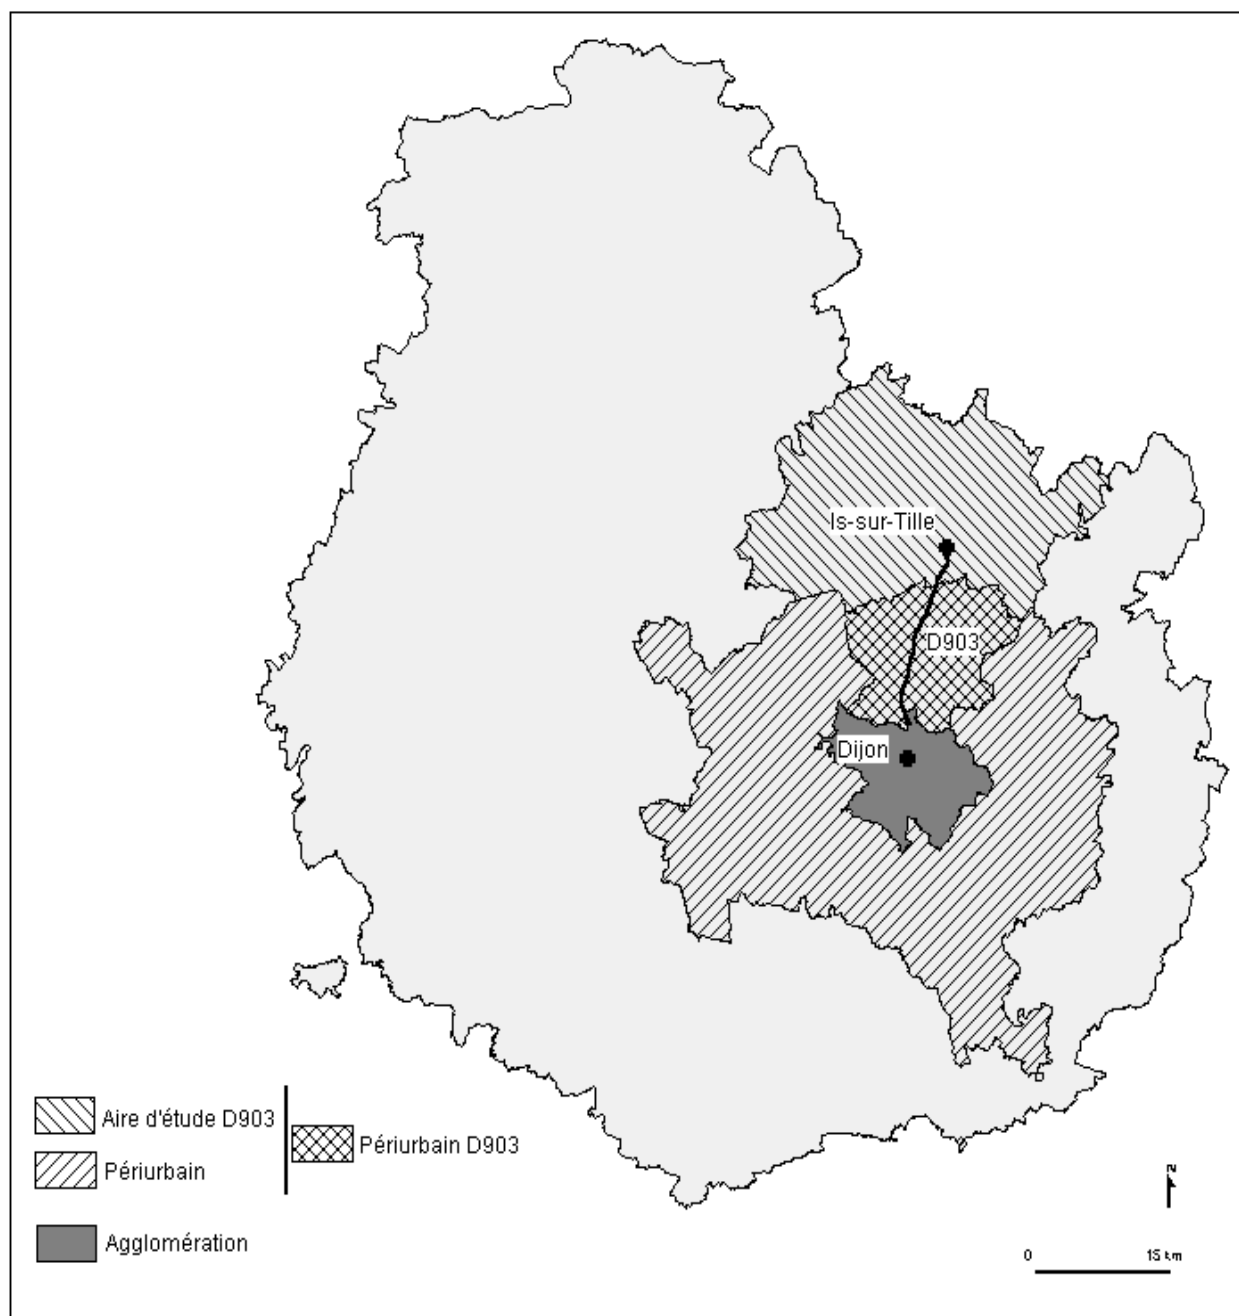 Is-sur-Tille
D903
Dijon
Aire d'étude D903
Périurbain D903
Périurbain
Agglomération
N
0 15 km